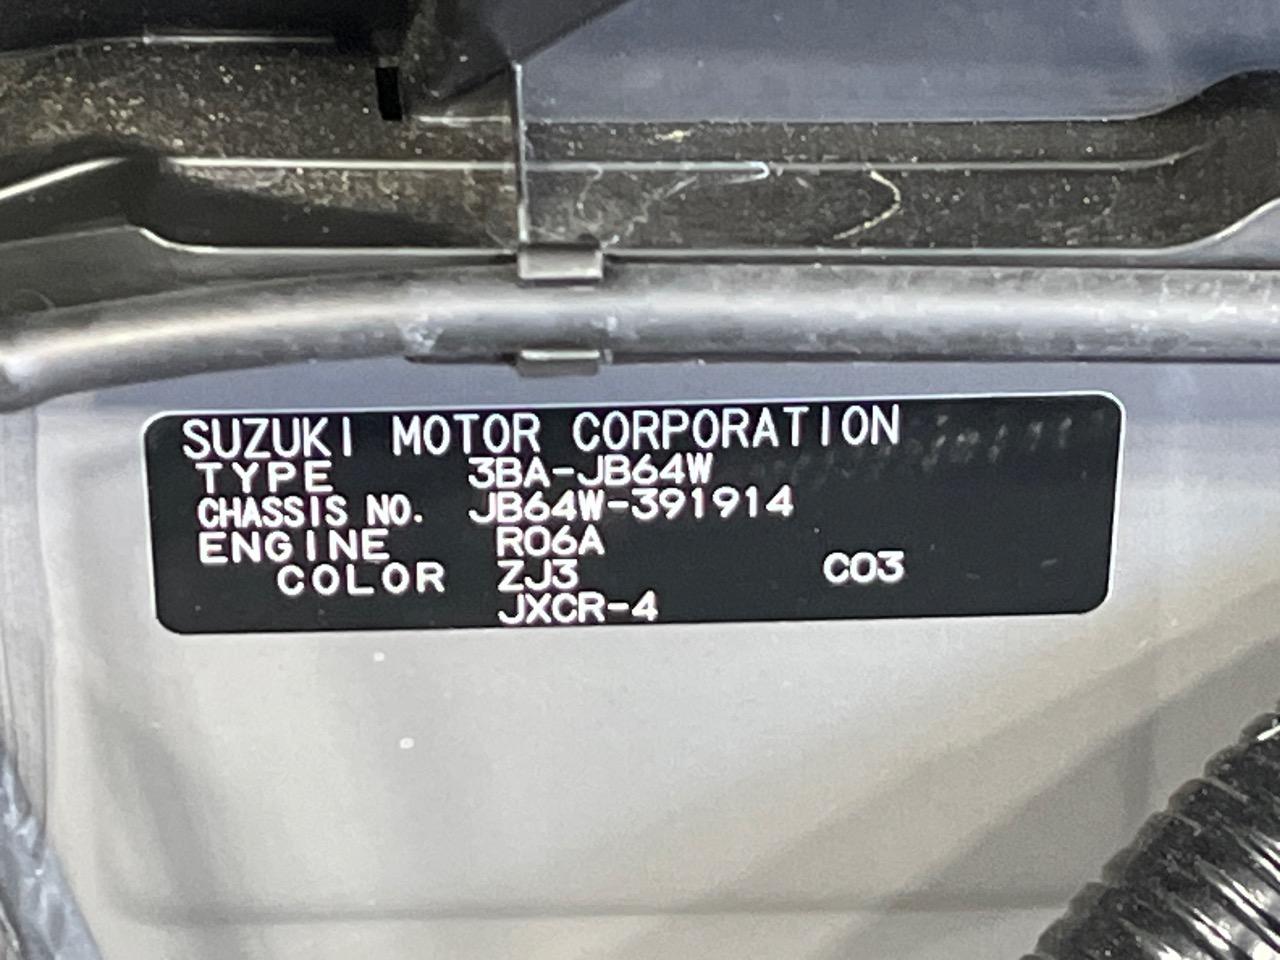 SUZUKI MOTOR CORPORATION
TYPE 3BA-JB64W
CHASSIS NO. JB64W-391914
ENGINE R06A
COLOR ZJ3 C03
JXCR-4